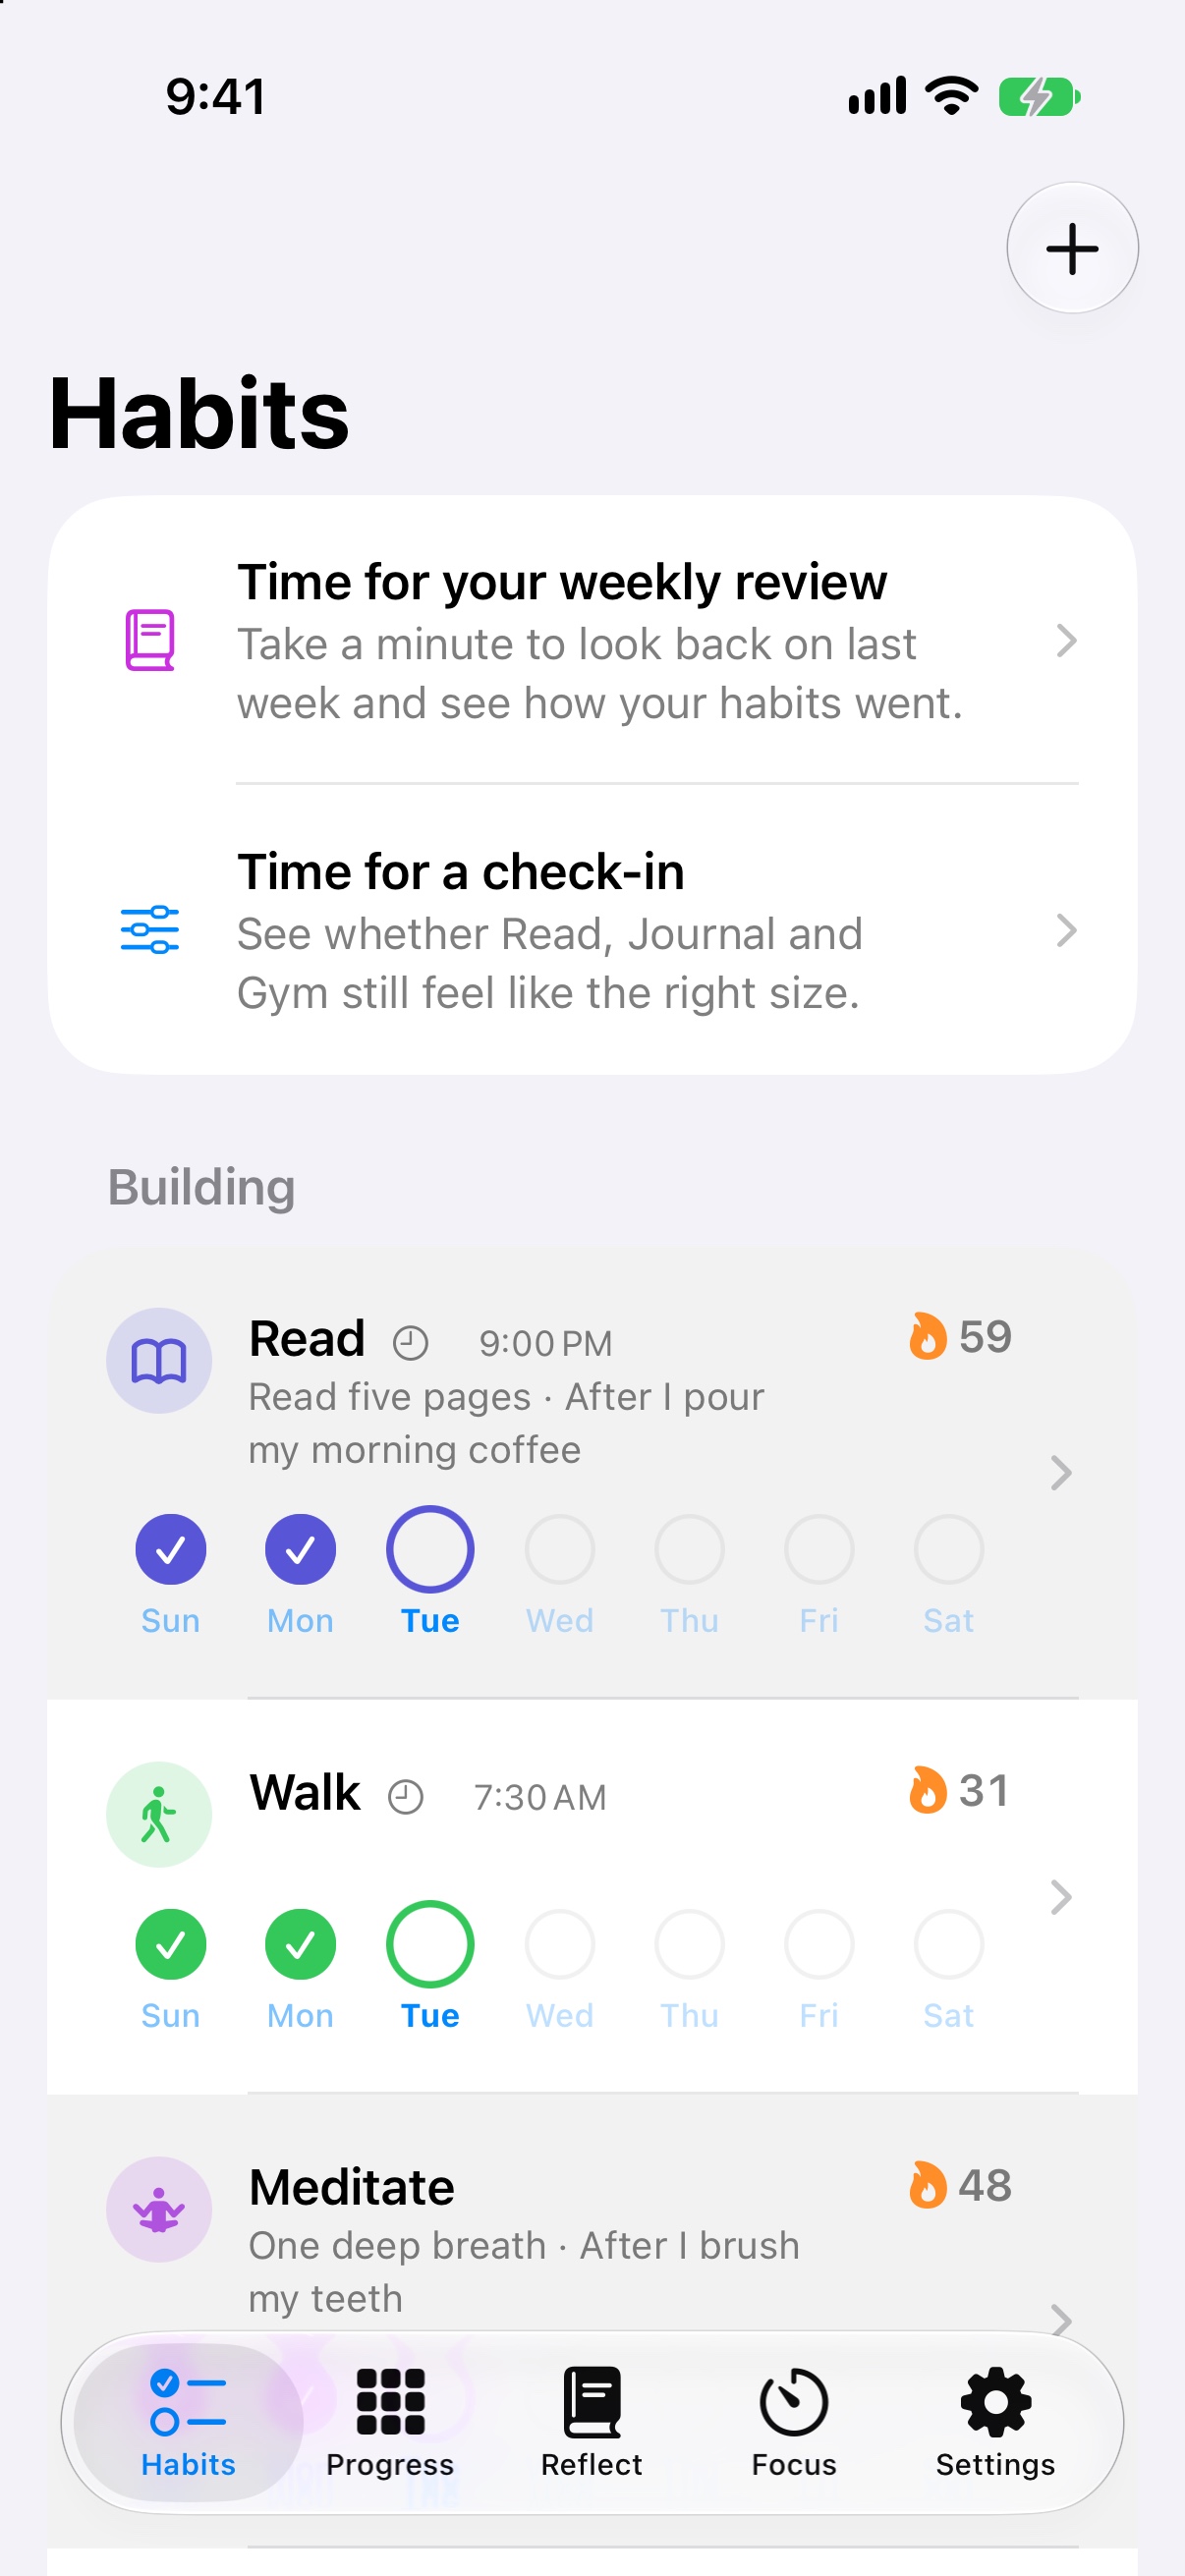 9:41
Habits
Time for your weekly review
Take a minute to look back on last
week and see how your habits went.
Time for a check-in
See whether Read, Journal and
Gym still feel like the right size.
Building
Read 9:00 PM 59
Read five pages · After I pour
my morning coffee
Sun Mon Tue Wed Thu Fri Sat
Walk 7:30 AM 31
Sun Mon Tue Wed Thu Fri Sat
Meditate 48
One deep breath · After I brush
my teeth
Habits Progress Reflect Focus Settings